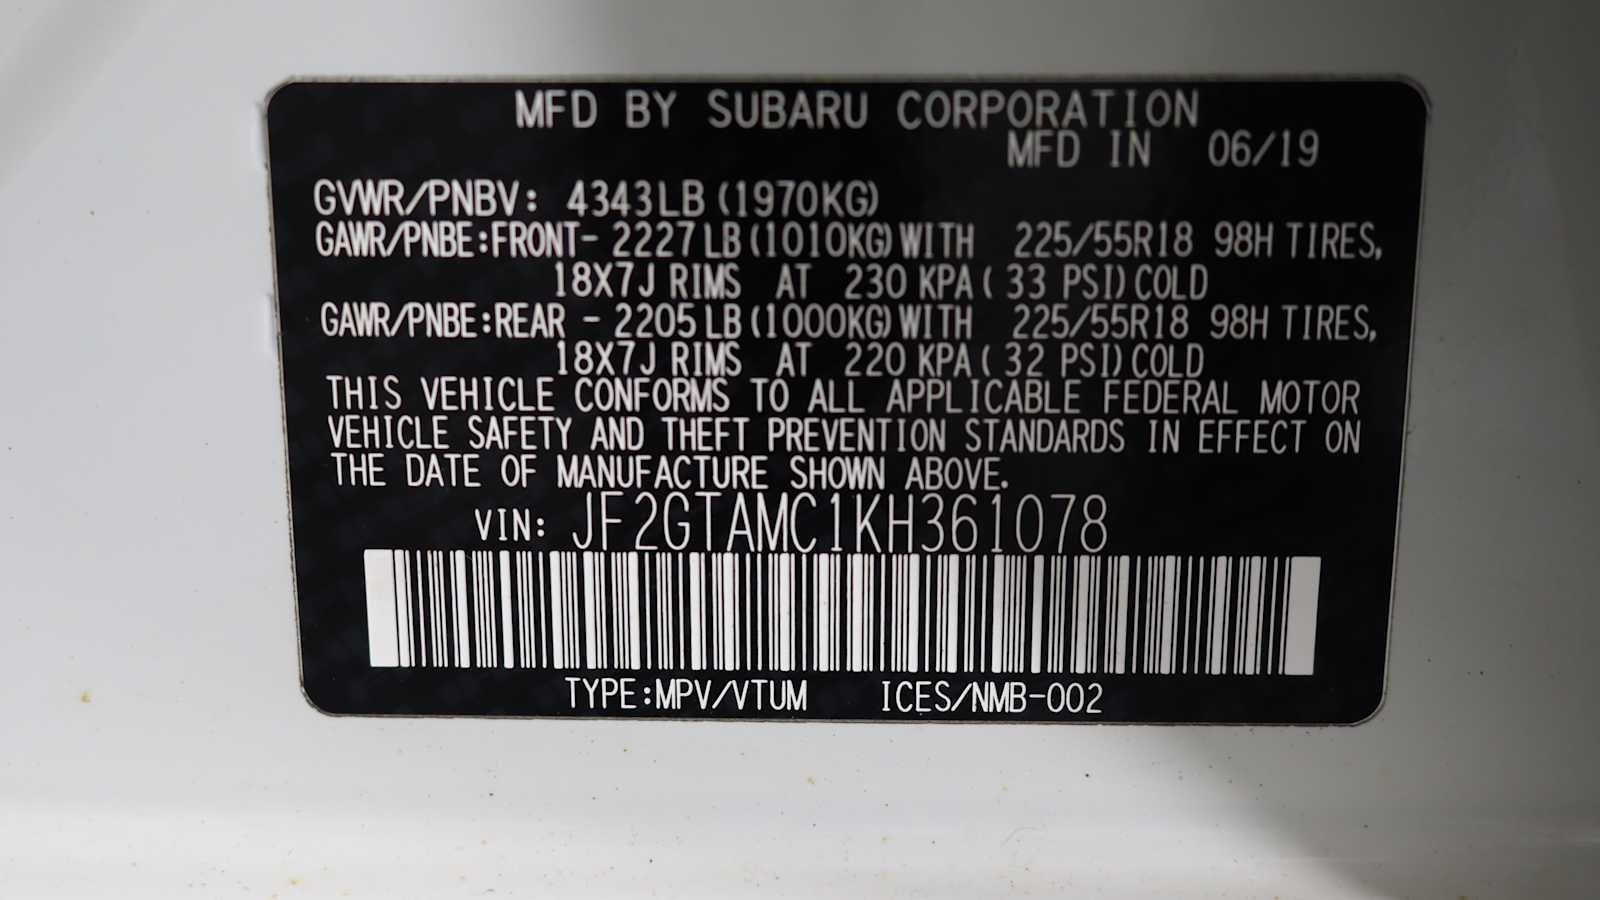 MFD BY SUBARU CORPORATION
MFD IN 06/19
GVWR/PNBV: 4343LB (1970KG)
GAWR/PNBE:FRONT- 2227LB (1010KG) WITH 225/55R18 98H TIRES,
18X7J RIMS AT 230 KPA ( 33 PSI) COLD
GAWR/PNBE:REAR - 2205LB (1000KG) WITH 225/55R18 98H TIRES,
18X7J RIMS AT 220 KPA ( 32 PSI) COLD
THIS VEHICLE CONFORMS TO ALL APPLICABLE FEDERAL MOTOR
VEHICLE SAFETY AND THEFT PREVENTION STANDARDS IN EFFECT ON
THE DATE OF MANUFACTURE SHOWN ABOVE.
VIN: JF2GTAMC1KH361078
TYPE:MPV/VTUM ICES/NMB-002